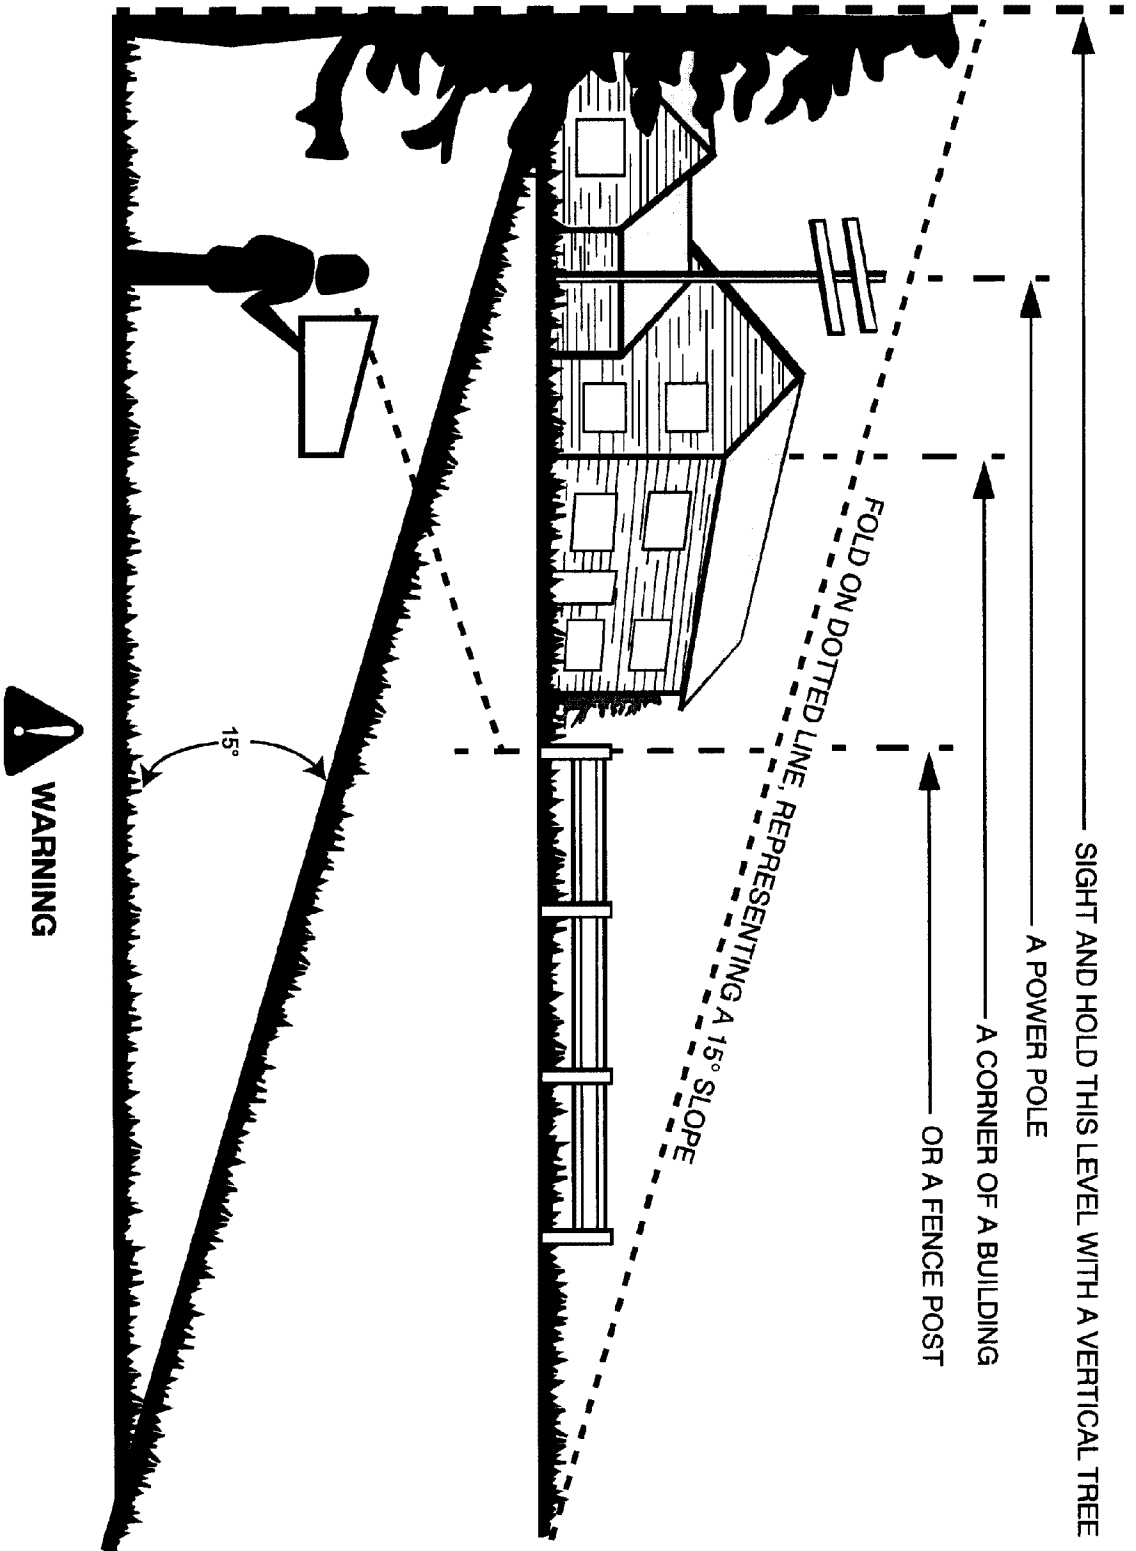 SIGHT AND HOLD THIS LEVEL WITH A VERTICAL TREE
A POWER POLE
A CORNER OF A BUILDING
OR A FENCE POST
FOLD ON DOTTED LINE, REPRESENTING A 15° SLOPE
15°
WARNING